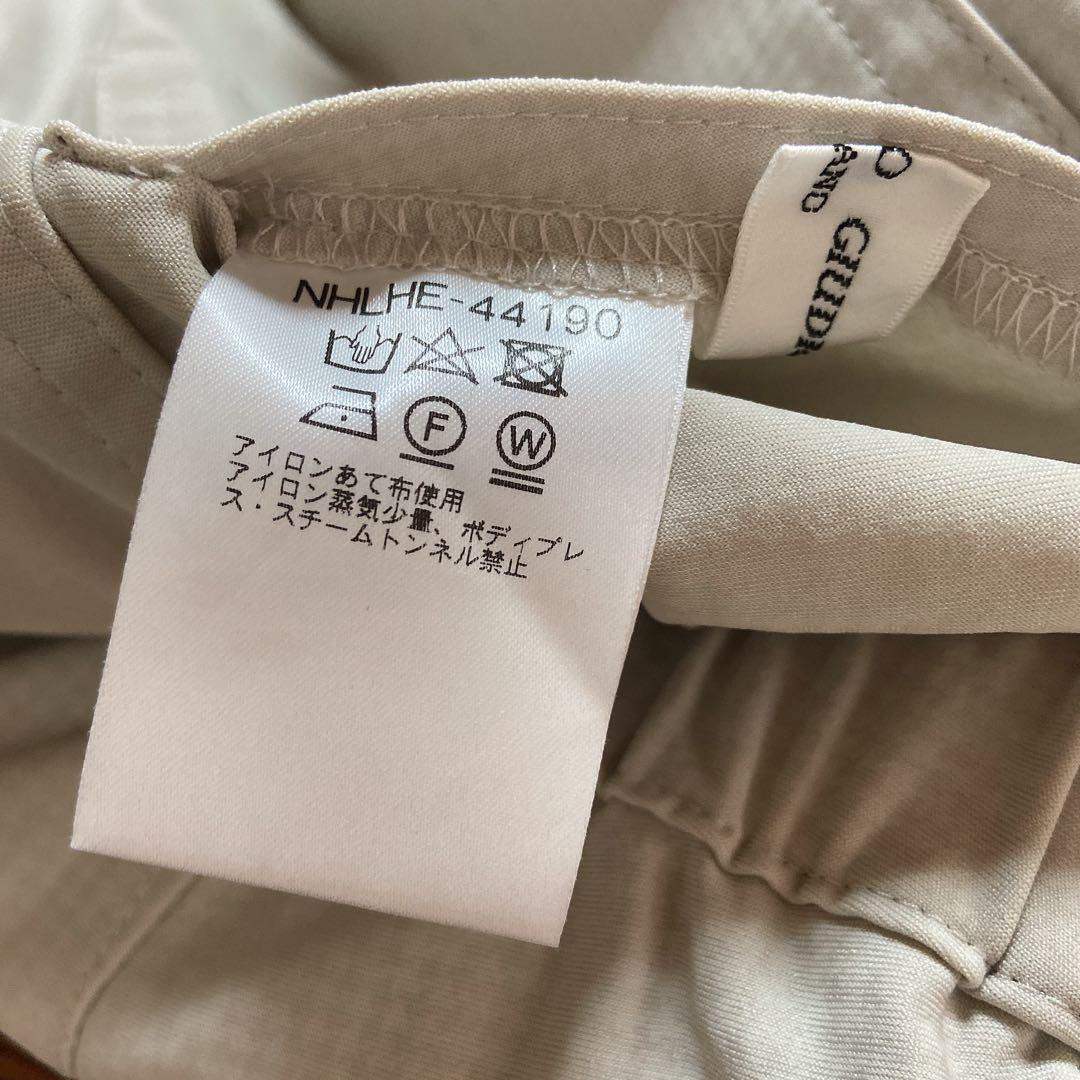 NHLHE-44190
F W
アイロンあて布使用
アイロン蒸気少量、ボディプレ
ス・スチームトンネル禁止
AND